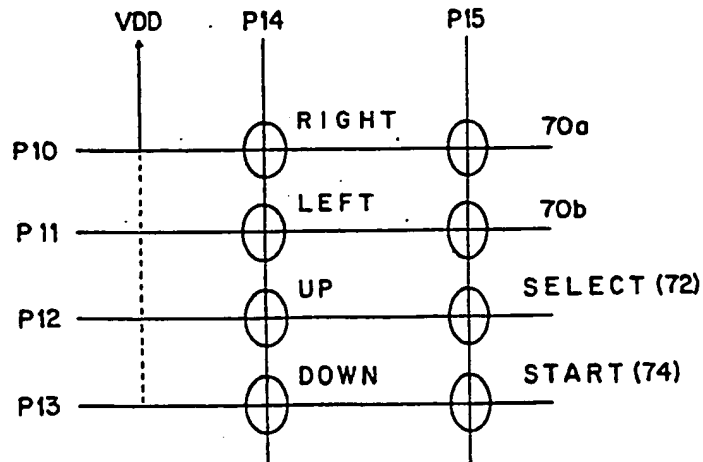 VDD P14 P15
RIGHT 70a
P10
LEFT 70b
P11
UP SELECT (72)
P12
DOWN START (74)
P13